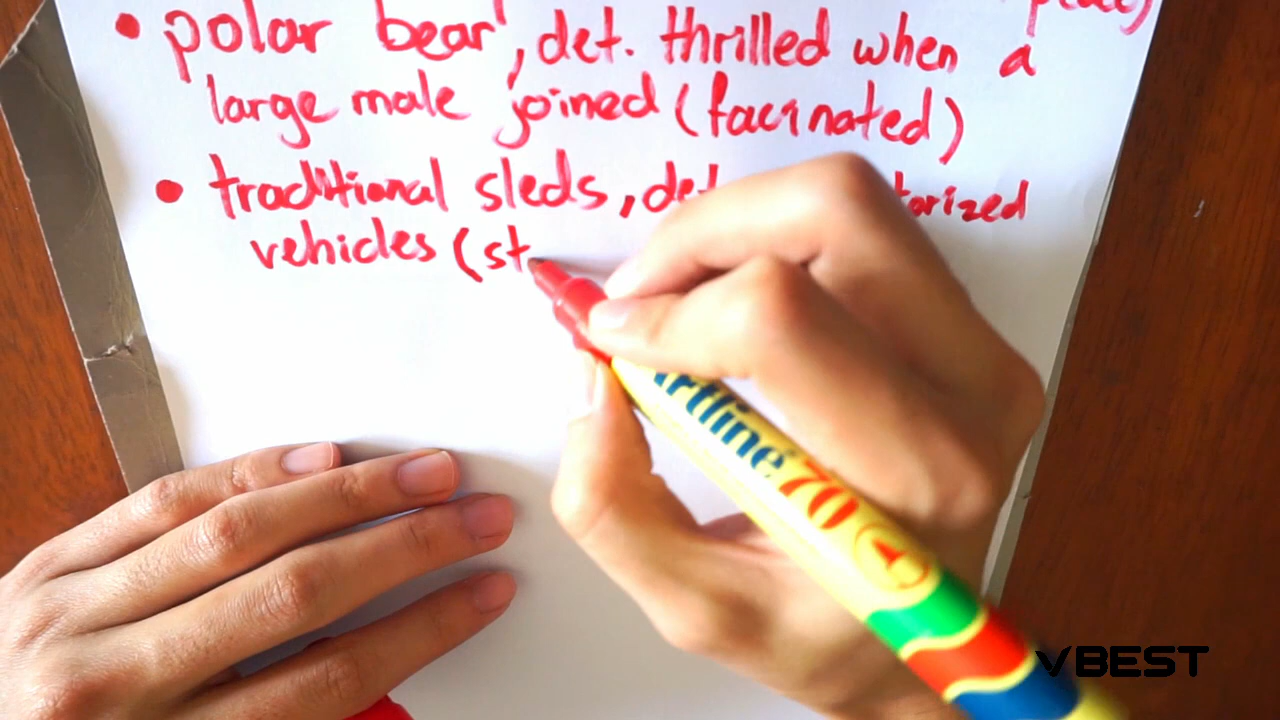 • polar bear, det. thrilled when a
large male joined (facinated)
• traditional sleds, det
vehicles (st
artline 70
VBEST